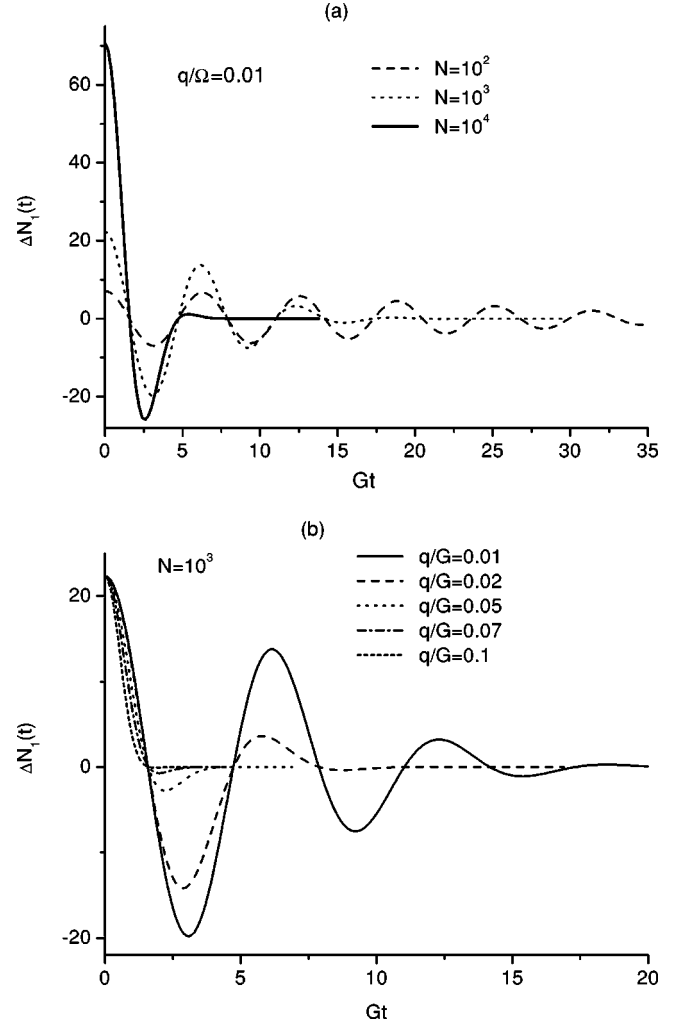 (a)
q/Ω=0.01
N=10²
N=10³
N=10⁴
60
40
20
0
-20
ΔN₁(t)
0 5 10 15 20 25 30 35
Gt
(b)
N=10³
q/G=0.01
q/G=0.02
q/G=0.05
q/G=0.07
q/G=0.1
20
0
-20
ΔN₁(t)
0 5 10 15 20
Gt